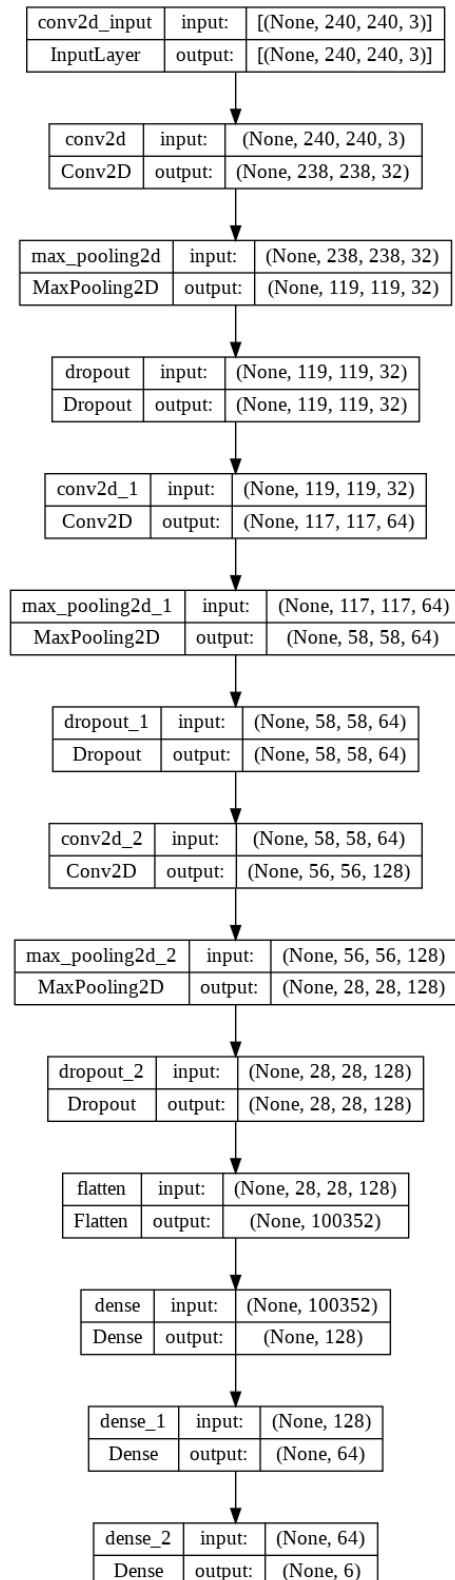 conv2d_input input: [(None, 240, 240, 3)]
InputLayer output: [(None, 240, 240, 3)]
conv2d input: (None, 240, 240, 3)
Conv2D output: (None, 238, 238, 32)
max_pooling2d input: (None, 238, 238, 32)
MaxPooling2D output: (None, 119, 119, 32)
dropout input: (None, 119, 119, 32)
Dropout output: (None, 119, 119, 32)
conv2d_1 input: (None, 119, 119, 32)
Conv2D output: (None, 117, 117, 64)
max_pooling2d_1 input: (None, 117, 117, 64)
MaxPooling2D output: (None, 58, 58, 64)
dropout_1 input: (None, 58, 58, 64)
Dropout output: (None, 58, 58, 64)
conv2d_2 input: (None, 58, 58, 64)
Conv2D output: (None, 56, 56, 128)
max_pooling2d_2 input: (None, 56, 56, 128)
MaxPooling2D output: (None, 28, 28, 128)
dropout_2 input: (None, 28, 28, 128)
Dropout output: (None, 28, 28, 128)
flatten input: (None, 28, 28, 128)
Flatten output: (None, 100352)
dense input: (None, 100352)
Dense output: (None, 128)
dense_1 input: (None, 128)
Dense output: (None, 64)
dense_2 input: (None, 64)
Dense output: (None, 6)